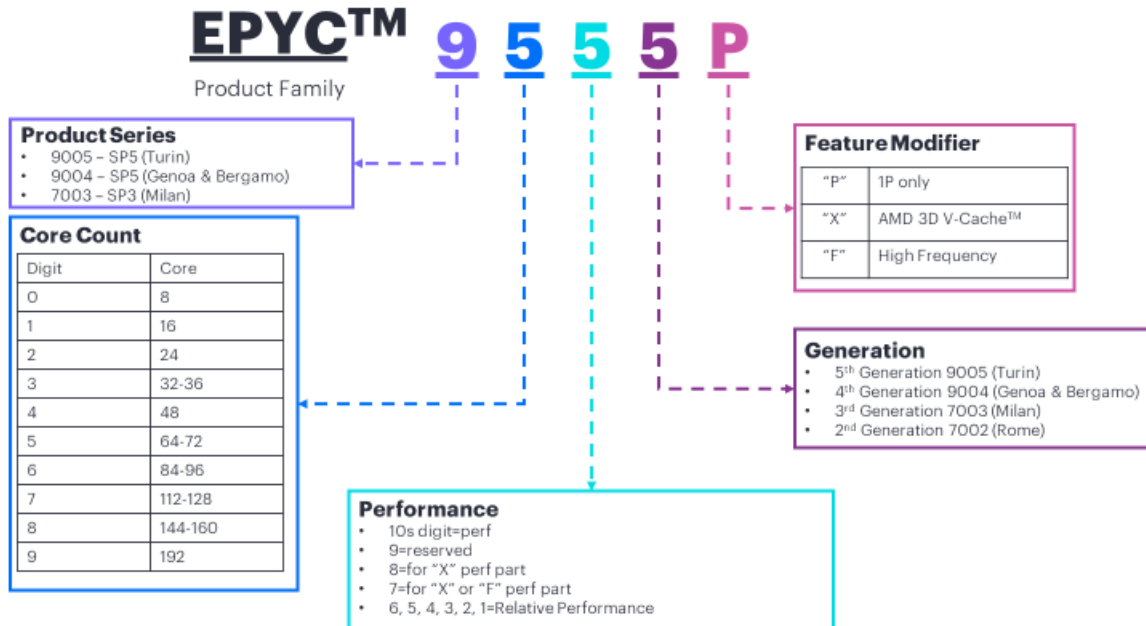 EPYC™ 9 5 5 5 P
Product Family
Product Series
• 9005 – SP5 (Turin)
• 9004 – SP5 (Genoa & Bergamo)
• 7003 – SP3 (Milan)
Core Count
Digit Core
0 8
1 16
2 24
3 32-36
4 48
5 64-72
6 84-96
7 112-128
8 144-160
9 192
Performance
• 10s digit=perf
• 9=reserved
• 8=for "X" perf part
• 7=for "X" or "F" perf part
• 6, 5, 4, 3, 2, 1=Relative Performance
Feature Modifier
"P" 1P only
"X" AMD 3D V-Cache™
"F" High Frequency
Generation
• 5th Generation 9005 (Turin)
• 4th Generation 9004 (Genoa & Bergamo)
• 3rd Generation 7003 (Milan)
• 2nd Generation 7002 (Rome)